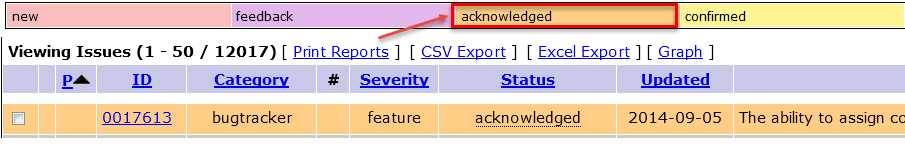 new feedback acknowledged confirmed
Viewing Issues (1 - 50 / 12017) [ Print Reports ] [ CSV Export ] [ Excel Export ] [ Graph ]
P ID Category # Severity Status Updated
0017613 bugtracker feature acknowledged 2014-09-05 The ability to assign co